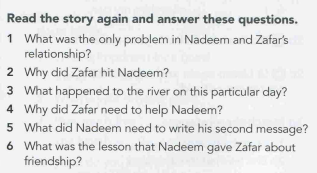 Read the story again and answer these questions.
1 What was the only problem in Nadeem and Zafar's
relationship?
2 Why did Zafar hit Nadeem?
3 What happened to the river on this particular day?
4 Why did Zafar need to help Nadeem?
5 What did Nadeem need to write his second message?
6 What was the lesson that Nadeem gave Zafar about
friendship?